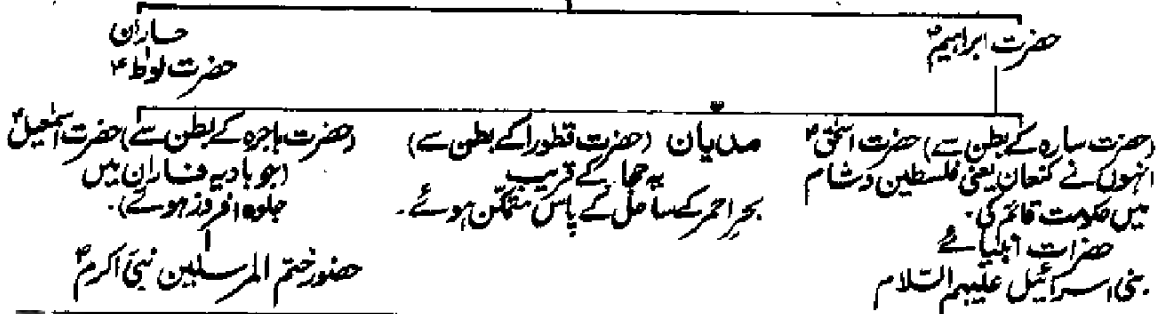 حضرت ابراہیمؑ
حاران
حضرت لوطؑ
(حضرت سارہ کے بطن سے) حضرت اسحٰقؑ
انہوں نے کنعان یعنی فلسطین و شام
میں حکومت قائم کی۔
حضرات انبیائے
بنی اسرائیل علیہم السلام
مدیان (حضرت قطورا کے بطن سے)
یہ حجا کے قریب
بحرِ احمر کے ساحل کے پاس متمکّن ہوئے۔
(حضرت ہاجرہ کے بطن سے) حضرت اسمٰعیلؑ
(جو بادیہ فاران میں
جلوہ افروز ہوئے)۔
حضور ختم المرسلین نبیَ اکرمؐ